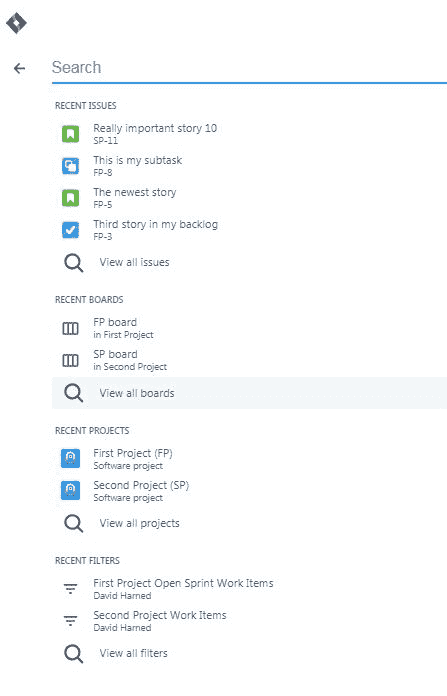 Search
RECENT ISSUES
Really important story 10
SP-11
This is my subtask
FP-8
The newest story
FP-5
Third story in my backlog
FP-3
View all issues
RECENT BOARDS
FP board
in First Project
SP board
in Second Project
View all boards
RECENT PROJECTS
First Project (FP)
Software project
Second Project (SP)
Software project
View all projects
RECENT FILTERS
First Project Open Sprint Work Items
David Harned
Second Project Work Items
David Harned
View all filters